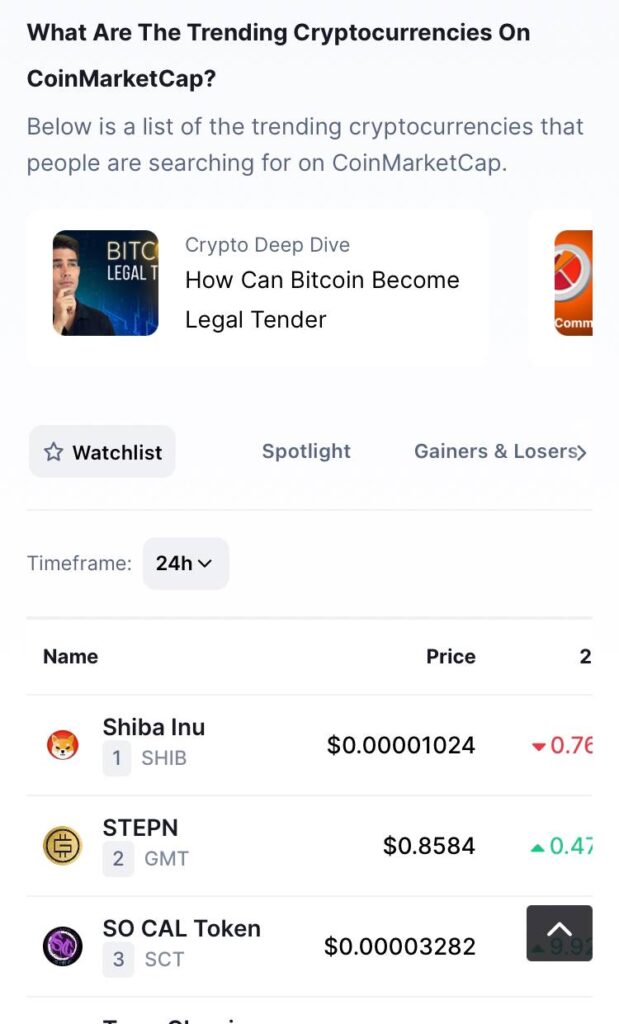 What Are The Trending Cryptocurrencies On
CoinMarketCap?
Below is a list of the trending cryptocurrencies that
people are searching for on CoinMarketCap.
BITC
LEGAL T
Crypto Deep Dive
How Can Bitcoin Become
Legal Tender
Comm
Watchlist
Spotlight
Gainers & Losers
Timeframe:
24h
Name
Price
2
Shiba Inu
1 SHIB
$0.00001024
0.76
STEPN
2 GMT
$0.8584
0.47
SO CAL Token
3 SCT
$0.00003282
9.92